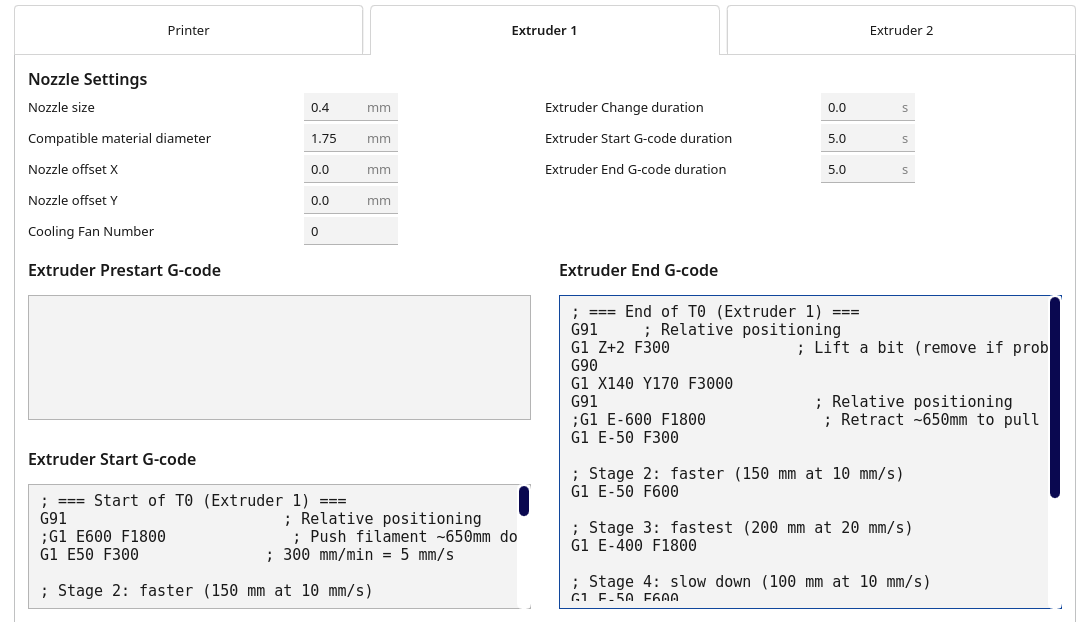 Printer
Extruder 1
Extruder 2
Nozzle Settings
Nozzle size 0.4 mm
Compatible material diameter 1.75 mm
Nozzle offset X 0.0 mm
Nozzle offset Y 0.0 mm
Cooling Fan Number 0
Extruder Change duration 0.0 s
Extruder Start G-code duration 5.0 s
Extruder End G-code duration 5.0 s
Extruder Prestart G-code
Extruder Start G-code
; === Start of T0 (Extruder 1) ===
G91 ; Relative positioning
;G1 E600 F1800 ; Push filament ~650mm do
G1 E50 F300 ; 300 mm/min = 5 mm/s
; Stage 2: faster (150 mm at 10 mm/s)
Extruder End G-code
; === End of T0 (Extruder 1) ===
G91 ; Relative positioning
G1 Z+2 F300 ; Lift a bit (remove if prob
G90
G1 X140 Y170 F3000
G91 ; Relative positioning
;G1 E-600 F1800 ; Retract ~650mm to pull
G1 E-50 F300
; Stage 2: faster (150 mm at 10 mm/s)
G1 E-50 F600
; Stage 3: fastest (200 mm at 20 mm/s)
G1 E-400 F1800
; Stage 4: slow down (100 mm at 10 mm/s)
G1 E-50 F600